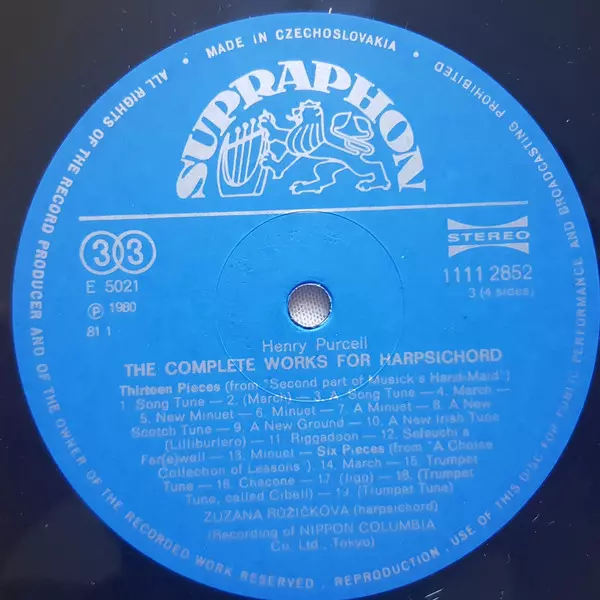 MADE IN CZECHOSLOVAKIA
ALL RIGHTS OF THE RECORD PRODUCER AND OF THE OWNER OF THE RECORDED WORK RESERVED . REPRODUCTION . USE OF THIS DISC FOR PUBLIC PERFORMANCE AND BROADCASTING PROHIBITED
SUPRAPHON
33
STEREO
E 5021
1111 2852
Ⓟ 1980
3 (4 sides)
81 1
Henry Purcell
THE COMPLETE WORKS FOR HARPSICHORD
Thirteen Pieces (from "Second part of Musick's Hand-Maid"
1. Song Tune — 2. (March) — 3. A Song Tune — 4. March —
5. New Minuet — 6. Minuet — 7. A Minuet — 8. A New
Scotch Tune — 9. A New Ground — 10. A New Irish Tune
(Lilliburlero) — 11. Riggadoon — 12. Sefauchi's
Far(e)well — 13. Minuet — Six Pieces (from "A Choice
Collection of Lessons") 14. March — 15. Trumpet
Tune — 16. Chacone — 17. (Jigg) — 18. (Trumpet
Tune, called Cibell) — 19. (Trumpet Tune)
ZUZANA RŮŽIČKOVÁ (harpsichord)
(Recording of NIPPON COLUMBIA
Co. Ltd., Tokyo)